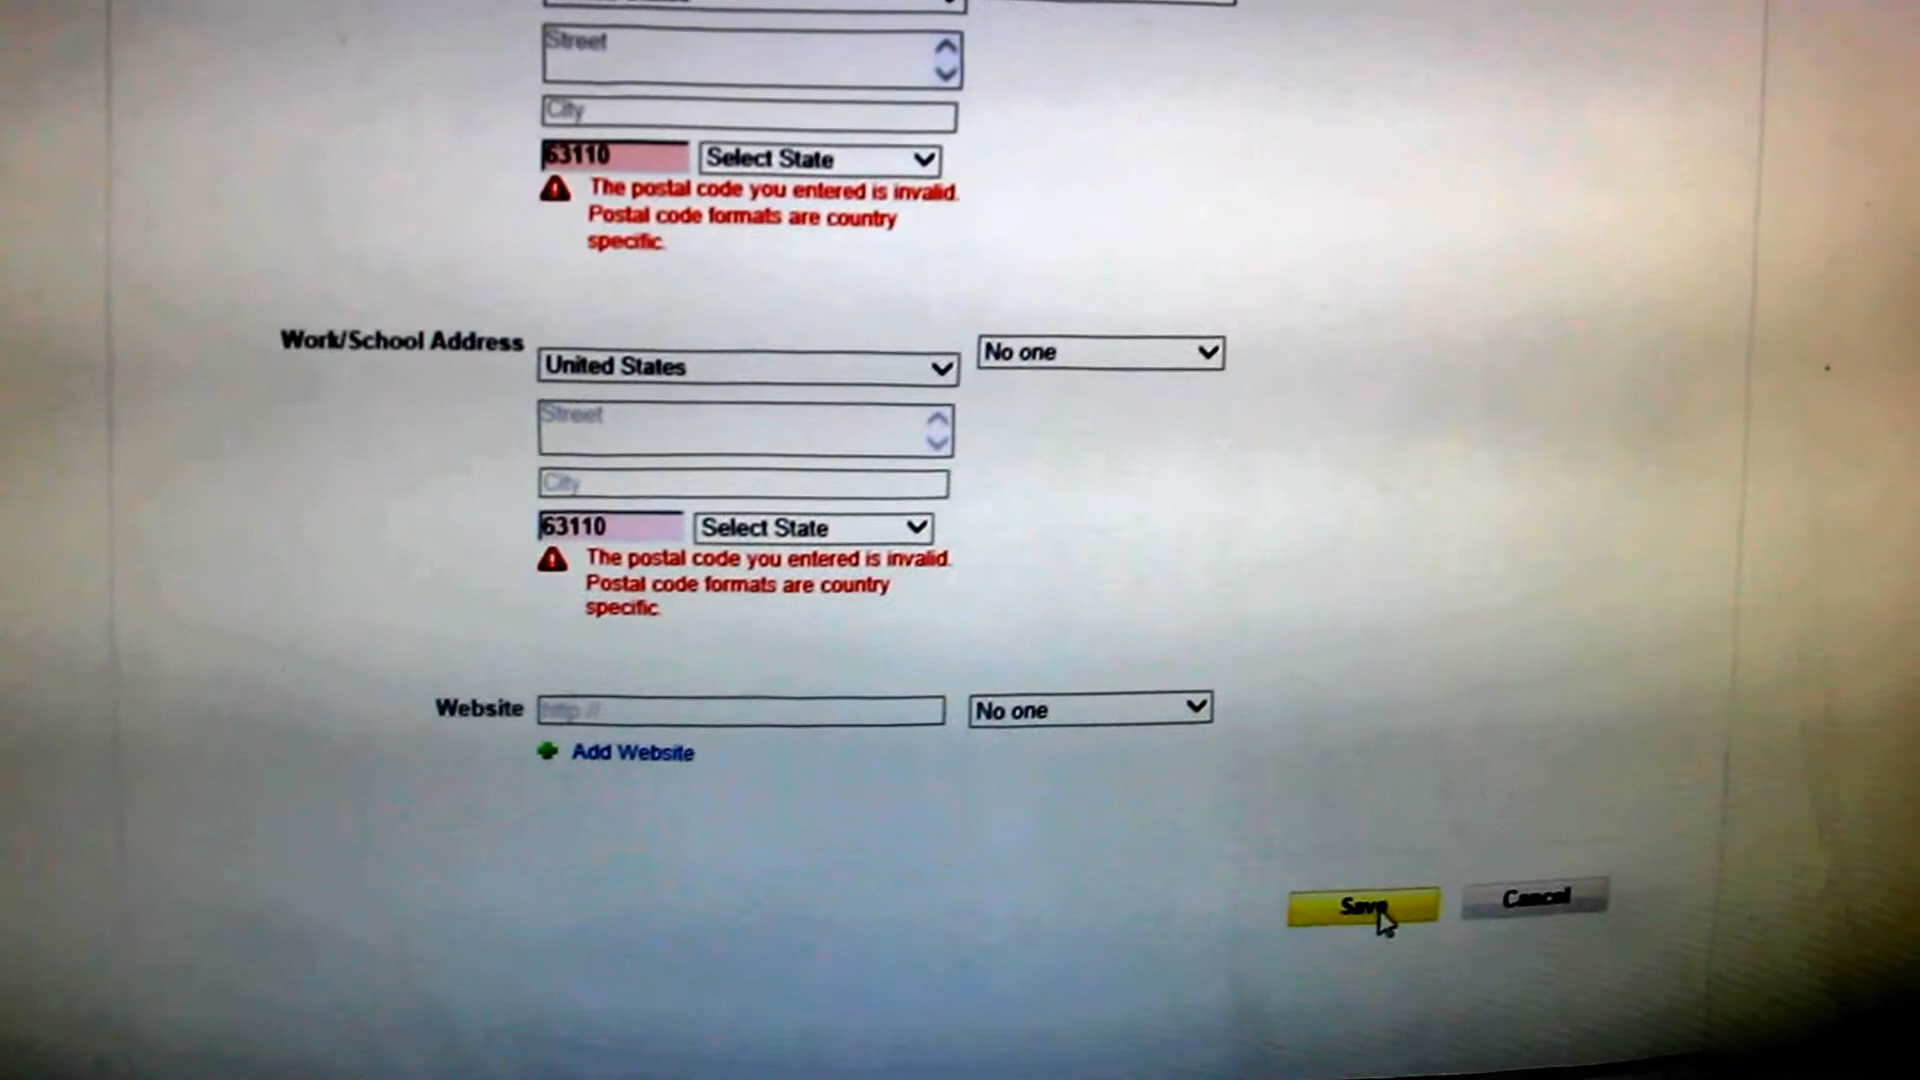 Street
City
63110 Select State
The postal code you entered is invalid.
Postal code formats are country
specific.
Work/School Address
United States No one
Street
City
63110 Select State
The postal code you entered is invalid.
Postal code formats are country
specific.
Website http:// No one
Add Website
Save Cancel